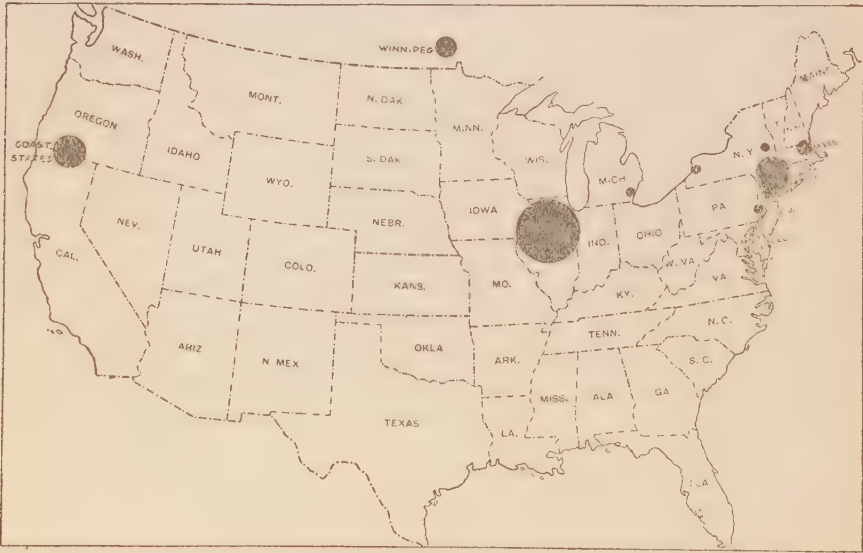 WASH.
MONT.
N. DAK
MINN.
WINN.PEG
MAINE
OREGON
IDAHO
S. DAK
WIS.
MICH
N.Y
MASS
COAST
STATES
WYO.
NEBR.
IOWA
PA
NEV.
UTAH
COLO.
KANS.
MO.
IND.
OHIO
W. VA
VA
CAL.
KY.
ARIZ
N MEX
OKLA
ARK.
TENN.
N.C.
S.C.
TEXAS
LA.
MISS.
ALA
GA